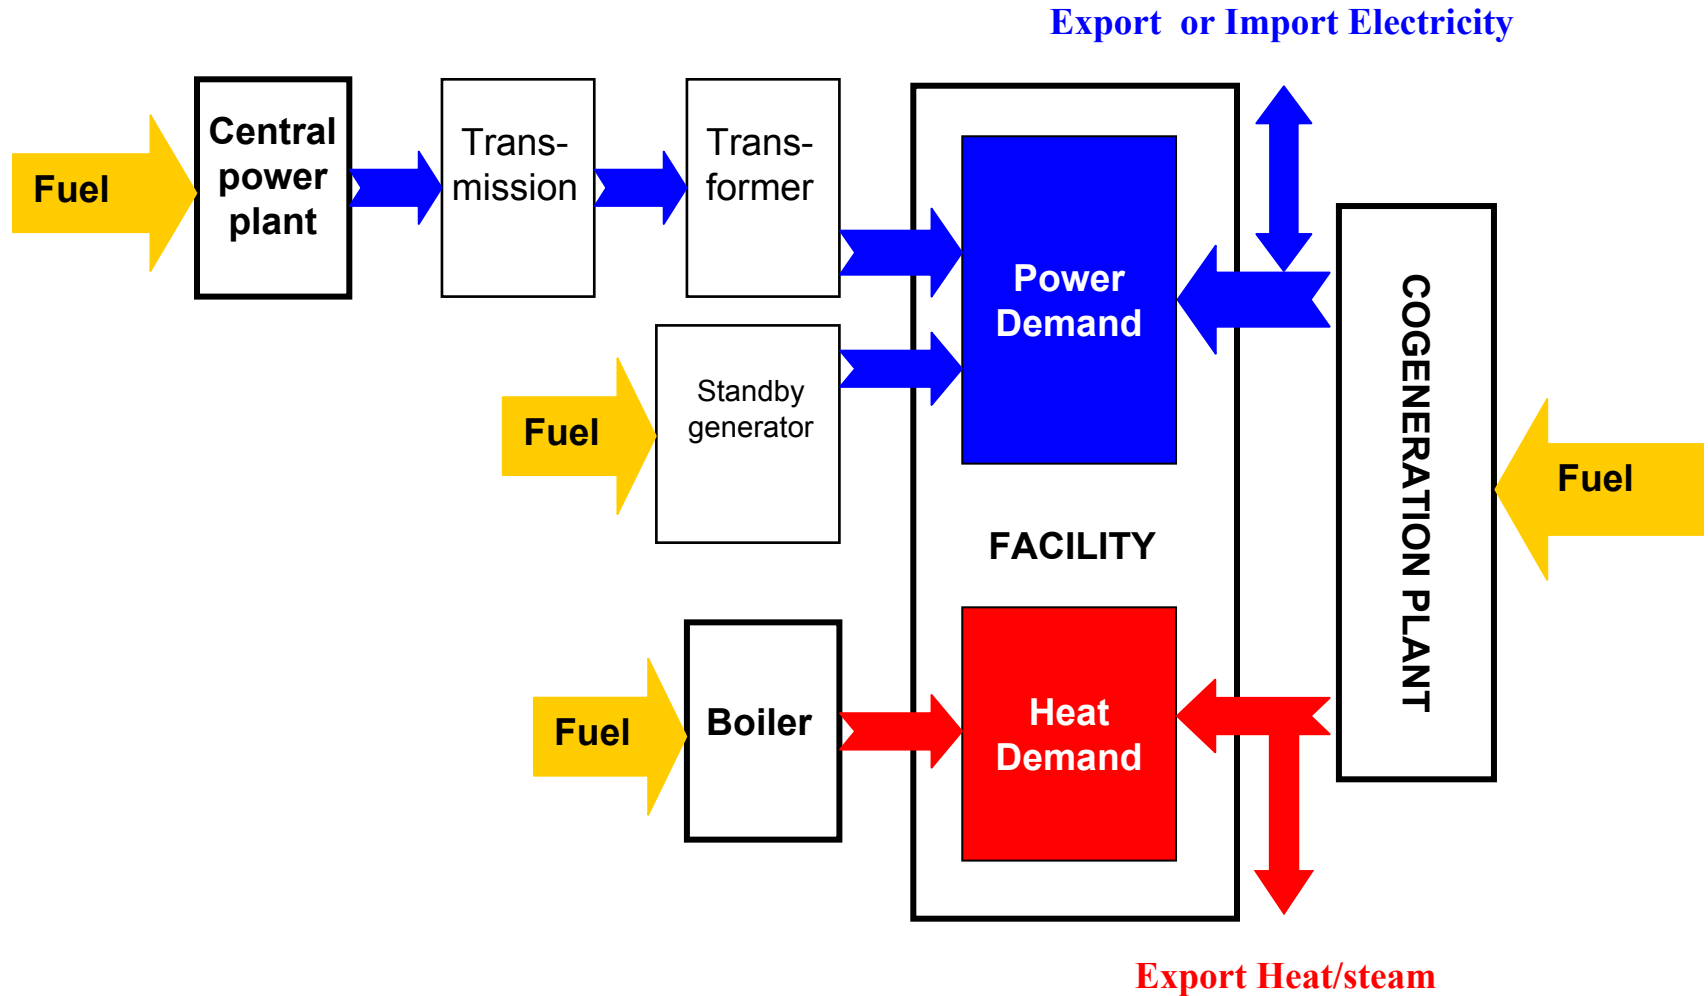 Export or Import Electricity
Fuel
Central
power
plant
Trans-
mission
Trans-
former
Power
Demand
Fuel
Standby
generator
FACILITY
Fuel
Boiler
Heat
Demand
COGENERATION PLANT
Fuel
Export Heat/steam